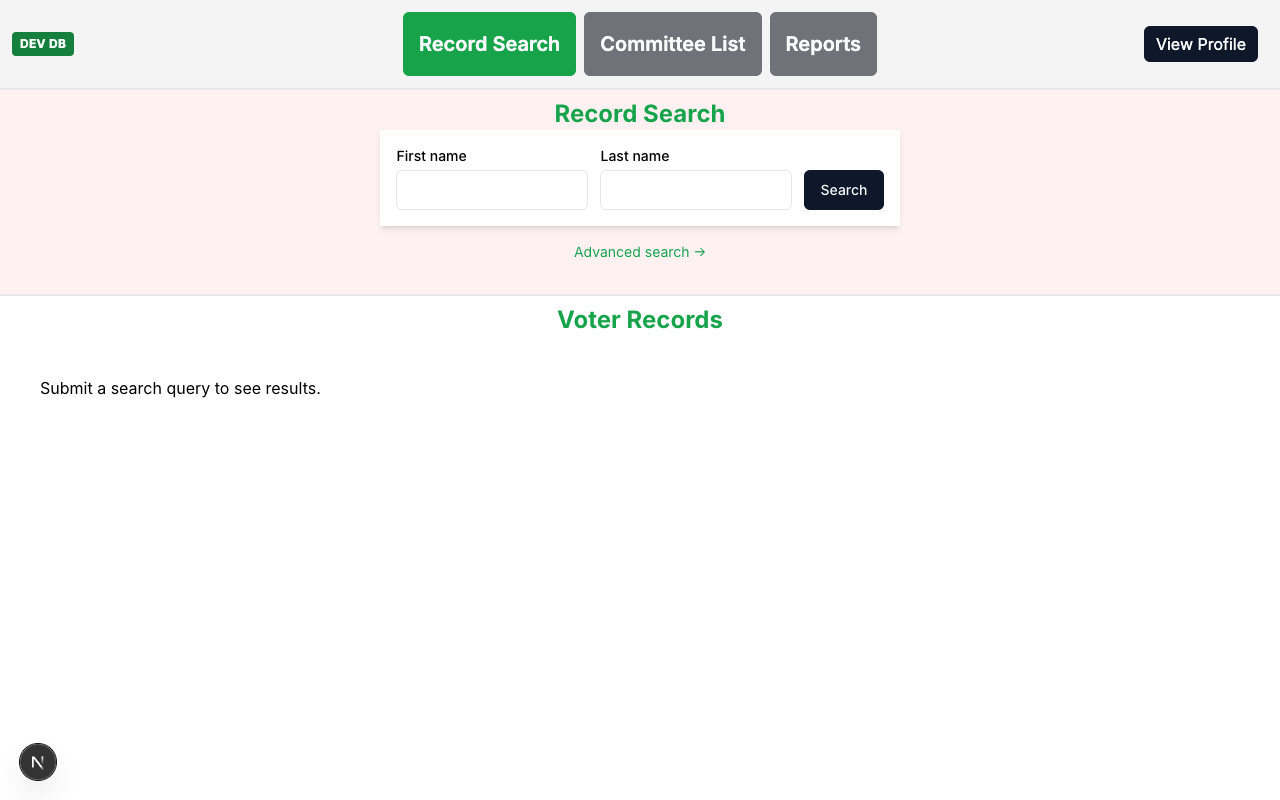 DEV DB
Record Search
Committee List
Reports
View Profile
Record Search
First name
Last name
Search
Advanced search →
Voter Records
Submit a search query to see results.
N